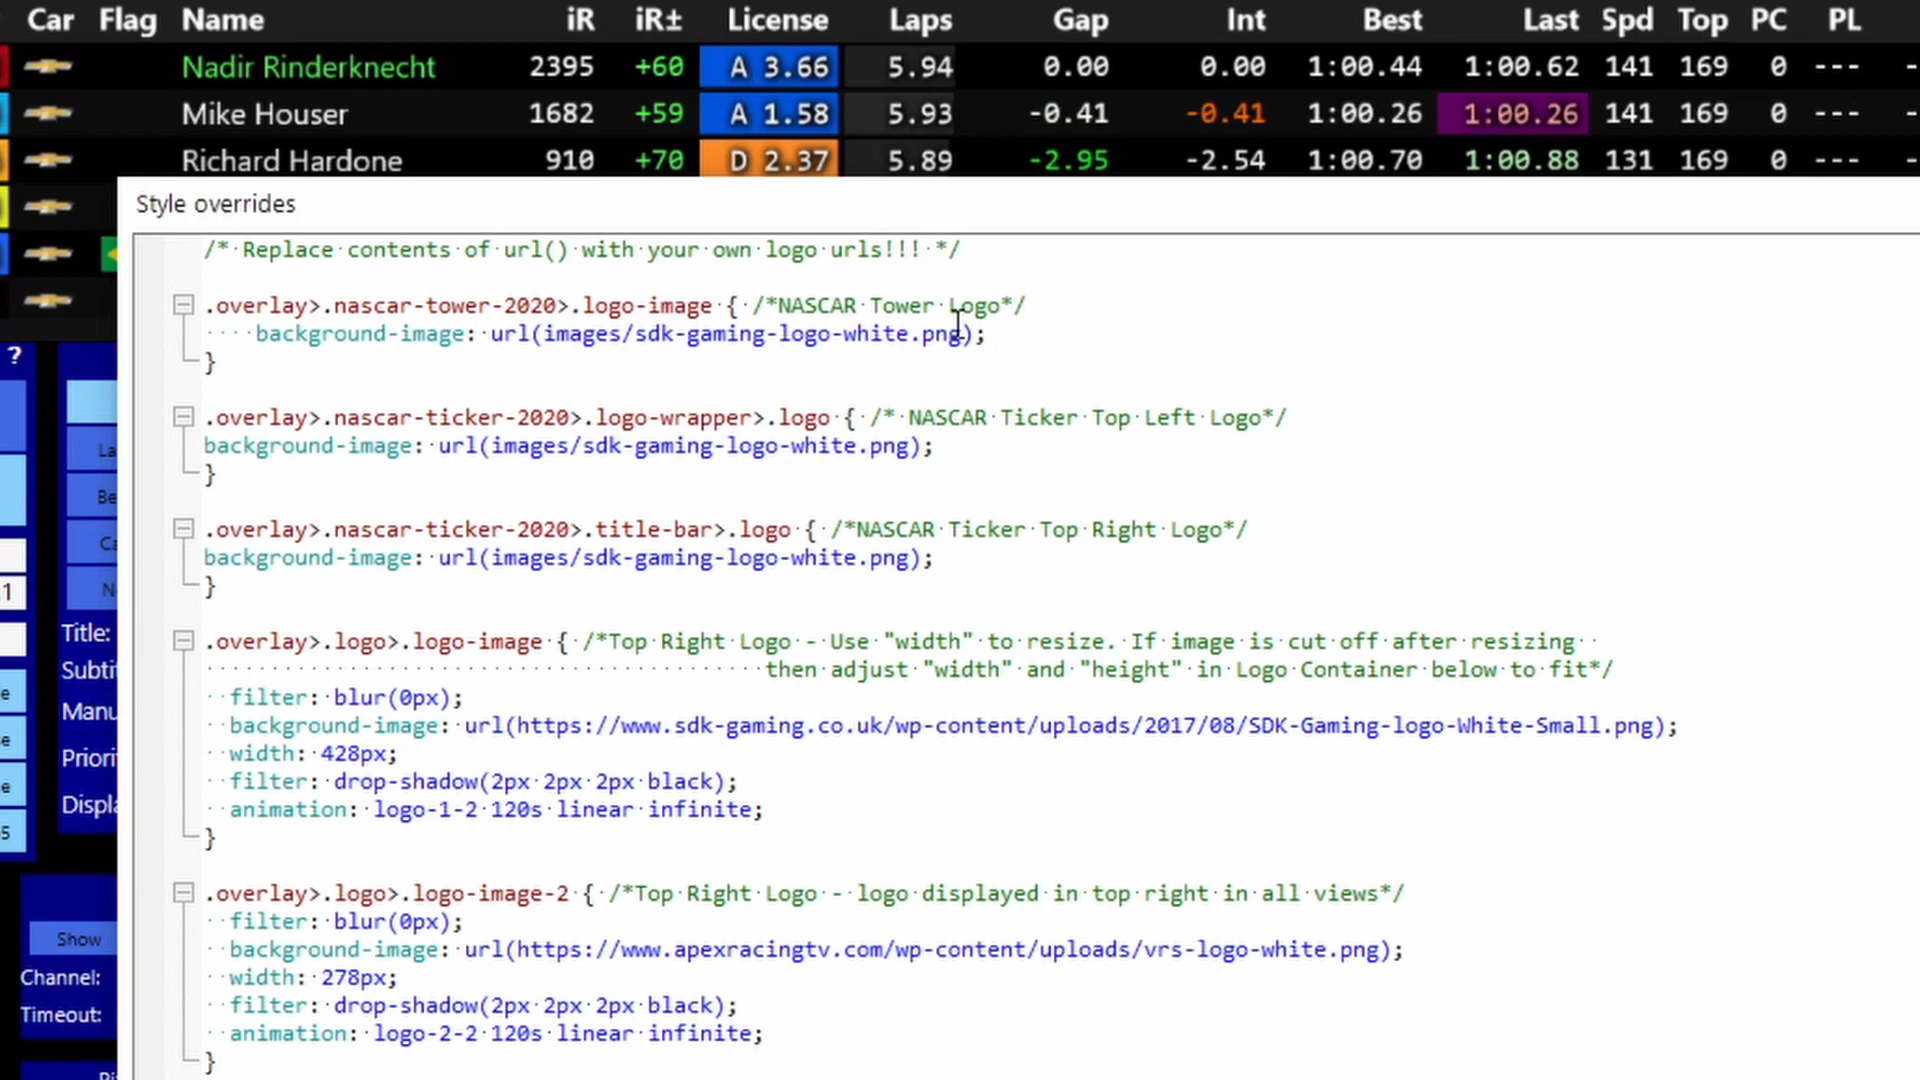 Car Flag Name iR iR± License Laps Gap Int Best Last Spd Top PC PL
Nadir Rinderknecht 2395 +60 A 3.66 5.94 0.00 0.00 1:00.44 1:00.62 141 169 0 ---
Mike Houser 1682 +59 A 1.58 5.93 -0.41 -0.41 1:00.26 1:00.26 141 169 0 ---
Richard Hardone 910 +70 D 2.37 5.89 -2.95 -2.54 1:00.70 1:00.88 131 169 0 ---
Style overrides
/* Replace contents of url() with your own logo urls!!! */
.overlay>.nascar-tower-2020>.logo-image { /*NASCAR Tower Logo*/
background-image: url(images/sdk-gaming-logo-white.png);
}
.overlay>.nascar-ticker-2020>.logo-wrapper>.logo { /* NASCAR Ticker Top Left Logo*/
background-image: url(images/sdk-gaming-logo-white.png);
}
.overlay>.nascar-ticker-2020>.title-bar>.logo { /*NASCAR Ticker Top Right Logo*/
background-image: url(images/sdk-gaming-logo-white.png);
}
.overlay>.logo>.logo-image { /*Top Right Logo - Use "width" to resize. If image is cut off after resizing
then adjust "width" and "height" in Logo Container below to fit*/
filter: blur(0px);
background-image: url(https://www.sdk-gaming.co.uk/wp-content/uploads/2017/08/SDK-Gaming-logo-White-Small.png);
width: 428px;
filter: drop-shadow(2px 2px 2px black);
animation: logo-1-2 120s linear infinite;
}
.overlay>.logo>.logo-image-2 { /*Top Right Logo - logo displayed in top right in all views*/
filter: blur(0px);
background-image: url(https://www.apexracingtv.com/wp-content/uploads/vrs-logo-white.png);
width: 278px;
filter: drop-shadow(2px 2px 2px black);
animation: logo-2-2 120s linear infinite;
}
?
La
Be
Ca
Title:
Subtit
Manu
Priori
Displa
Show
Channel:
Timeout: